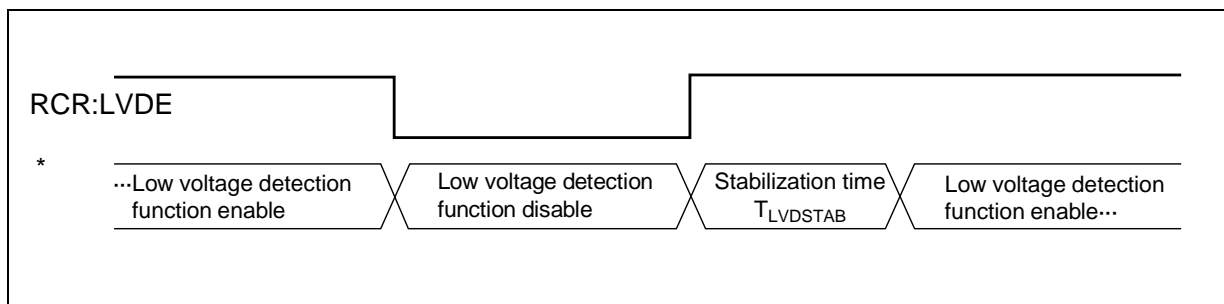 RCR:LVDE
*
···Low voltage detection
function enable
Low voltage detection
function disable
Stabilization time
TLVDSTAB
Low voltage detection
function enable···